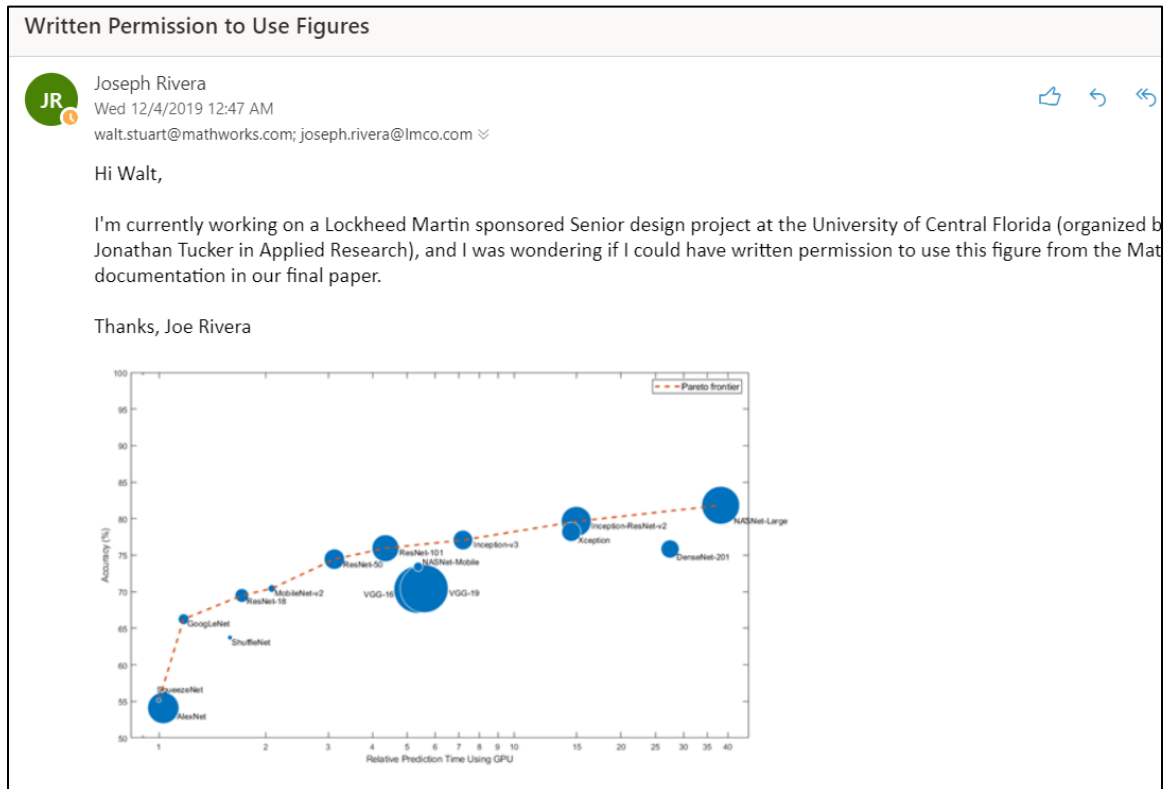 Written Permission to Use Figures
JR
Joseph Rivera
Wed 12/4/2019 12:47 AM
walt.stuart@mathworks.com; joseph.rivera@lmco.com
Hi Walt,
I'm currently working on a Lockheed Martin sponsored Senior design project at the University of Central Florida (organized b
Jonathan Tucker in Applied Research), and I was wondering if I could have written permission to use this figure from the Mat
documentation in our final paper.
Thanks, Joe Rivera
100
Pareto frontier
95
90
85
80
NASNet-Large
Inception-ResNet-v2
Xception
Inception-v3
ResNet-101
DenseNet-201
NASNet-Mobile
ResNet-50
75
Accuracy (%)
70
MobileNet-v2
VGG-16
VGG-19
ResNet-18
GoogLeNet
65
ShuffleNet
60
SqueezeNet
55
AlexNet
50
1 2 3 4 5 6 7 8 9 10 15 20 25 30 35 40
Relative Prediction Time Using GPU